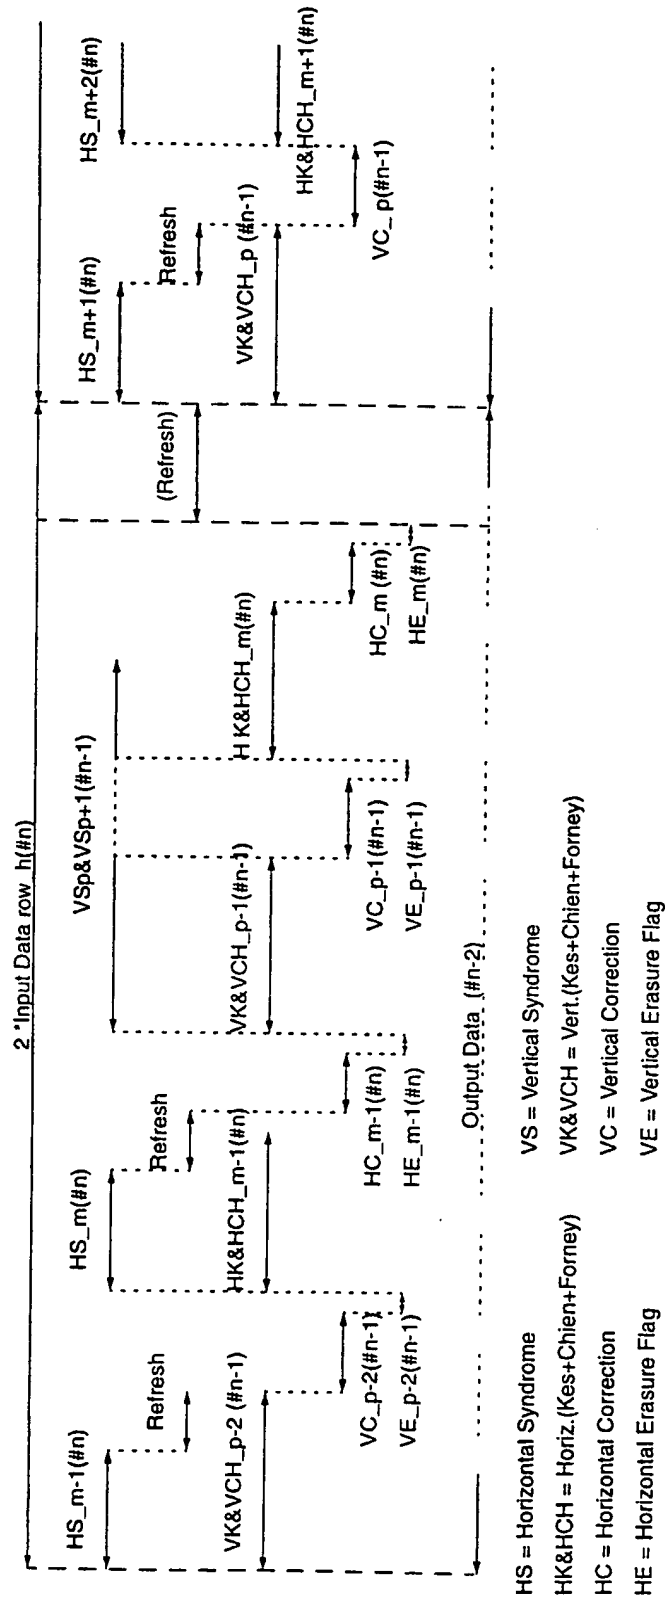 2 *Input Data row h(#n)
HS_m-1(#n)
HS_m(#n)
VSp&VSp+1(#n-1)
HS_m+1(#n)
HS_m+2(#n)
Refresh
Refresh
(Refresh)
Refresh
VK&VCH_p-2 (#n-1)
HK&HCH_m-1(#n)
VK&VCH_p-1(#n-1)
H K&HCH_m(#n)
VK&VCH_p (#n-1)
HK&HCH_m+1(#n)
VC_p-2(#n-1)
HC_m-1(#n)
VC_p-1(#n-1)
HC_m (#n)
VC_p(#n-1)
VE_p-2(#n-1)
HE_m-1(#n)
VE_p-1(#n-1)
HE_m(#n)
Output Data (#n-2)
HS = Horizontal Syndrome
VS = Vertical Syndrome
HK&HCH = Horiz.(Kes+Chien+Forney)
VK&VCH = Vert.(Kes+Chien+Forney)
HC = Horizontal Correction
VC = Vertical Correction
HE = Horizontal Erasure Flag
VE = Vertical Erasure Flag